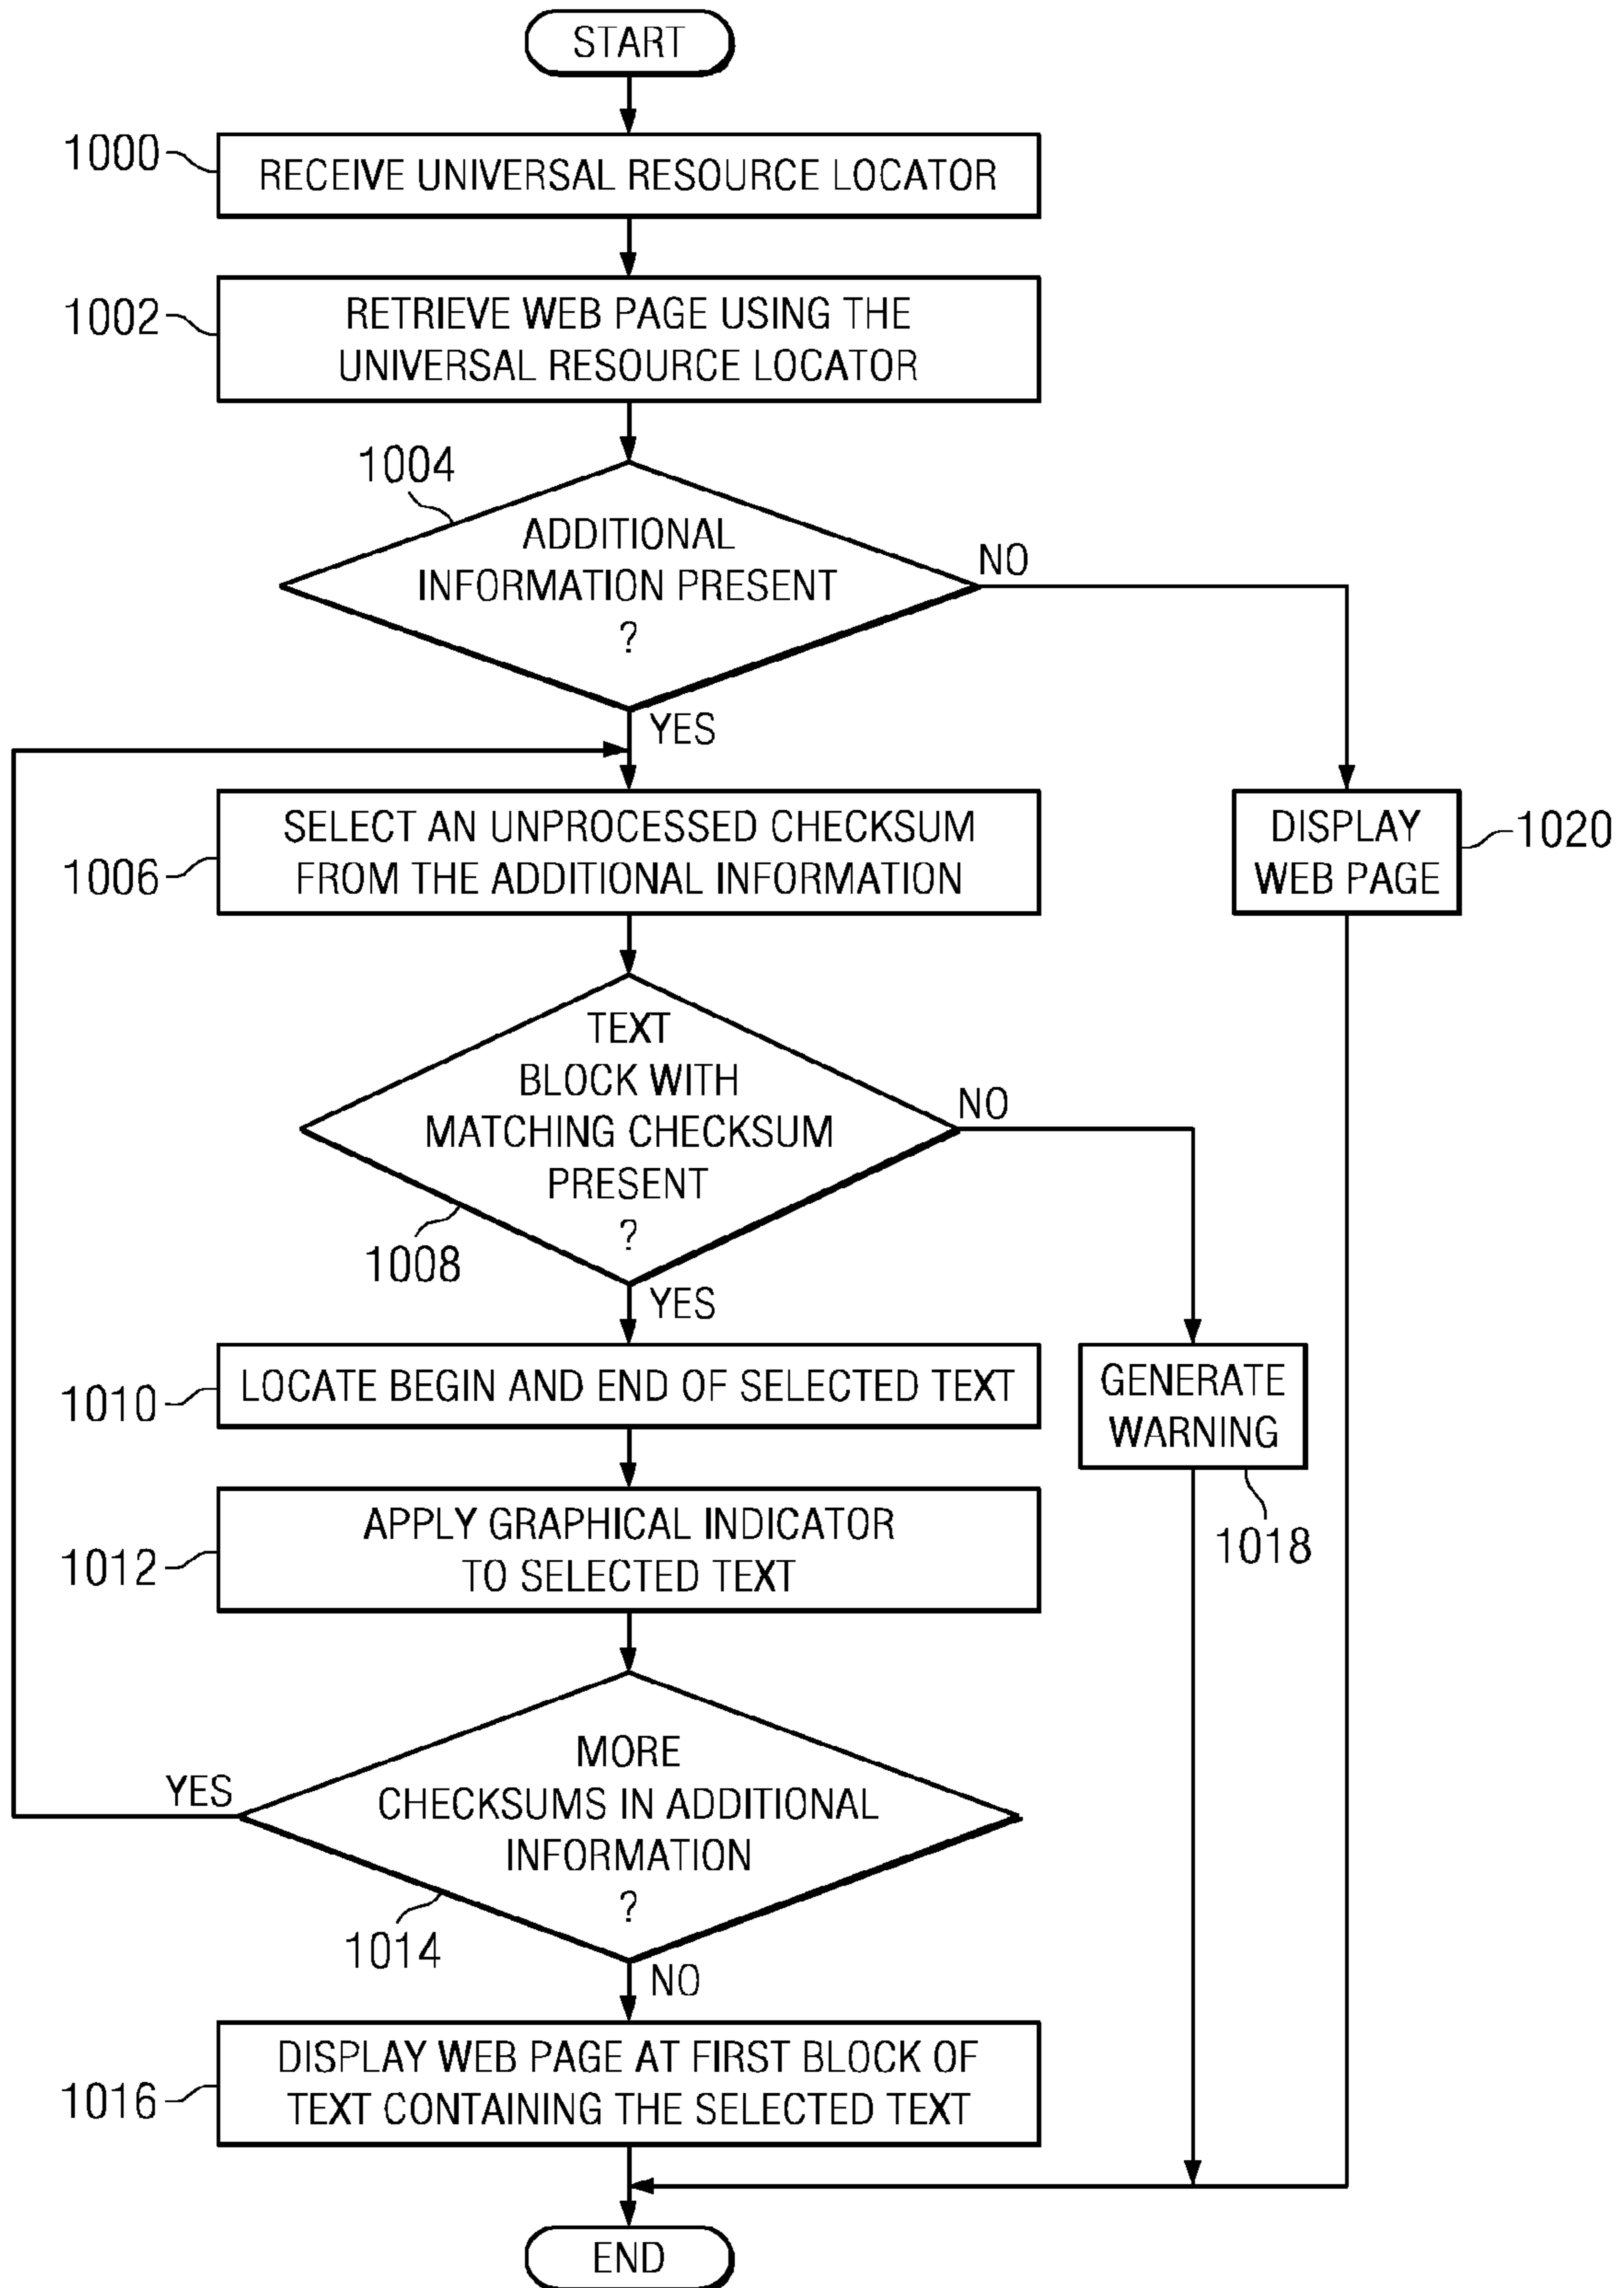 START
1000
RECEIVE UNIVERSAL RESOURCE LOCATOR
1002
RETRIEVE WEB PAGE USING THE
UNIVERSAL RESOURCE LOCATOR
1004
ADDITIONAL
INFORMATION PRESENT
?
NO
YES
1006
SELECT AN UNPROCESSED CHECKSUM
FROM THE ADDITIONAL INFORMATION
DISPLAY
WEB PAGE
1020
TEXT
BLOCK WITH
MATCHING CHECKSUM
PRESENT
?
NO
1008
YES
1010
LOCATE BEGIN AND END OF SELECTED TEXT
GENERATE
WARNING
1018
1012
APPLY GRAPHICAL INDICATOR
TO SELECTED TEXT
MORE
CHECKSUMS IN ADDITIONAL
INFORMATION
?
YES
1014
NO
1016
DISPLAY WEB PAGE AT FIRST BLOCK OF
TEXT CONTAINING THE SELECTED TEXT
END